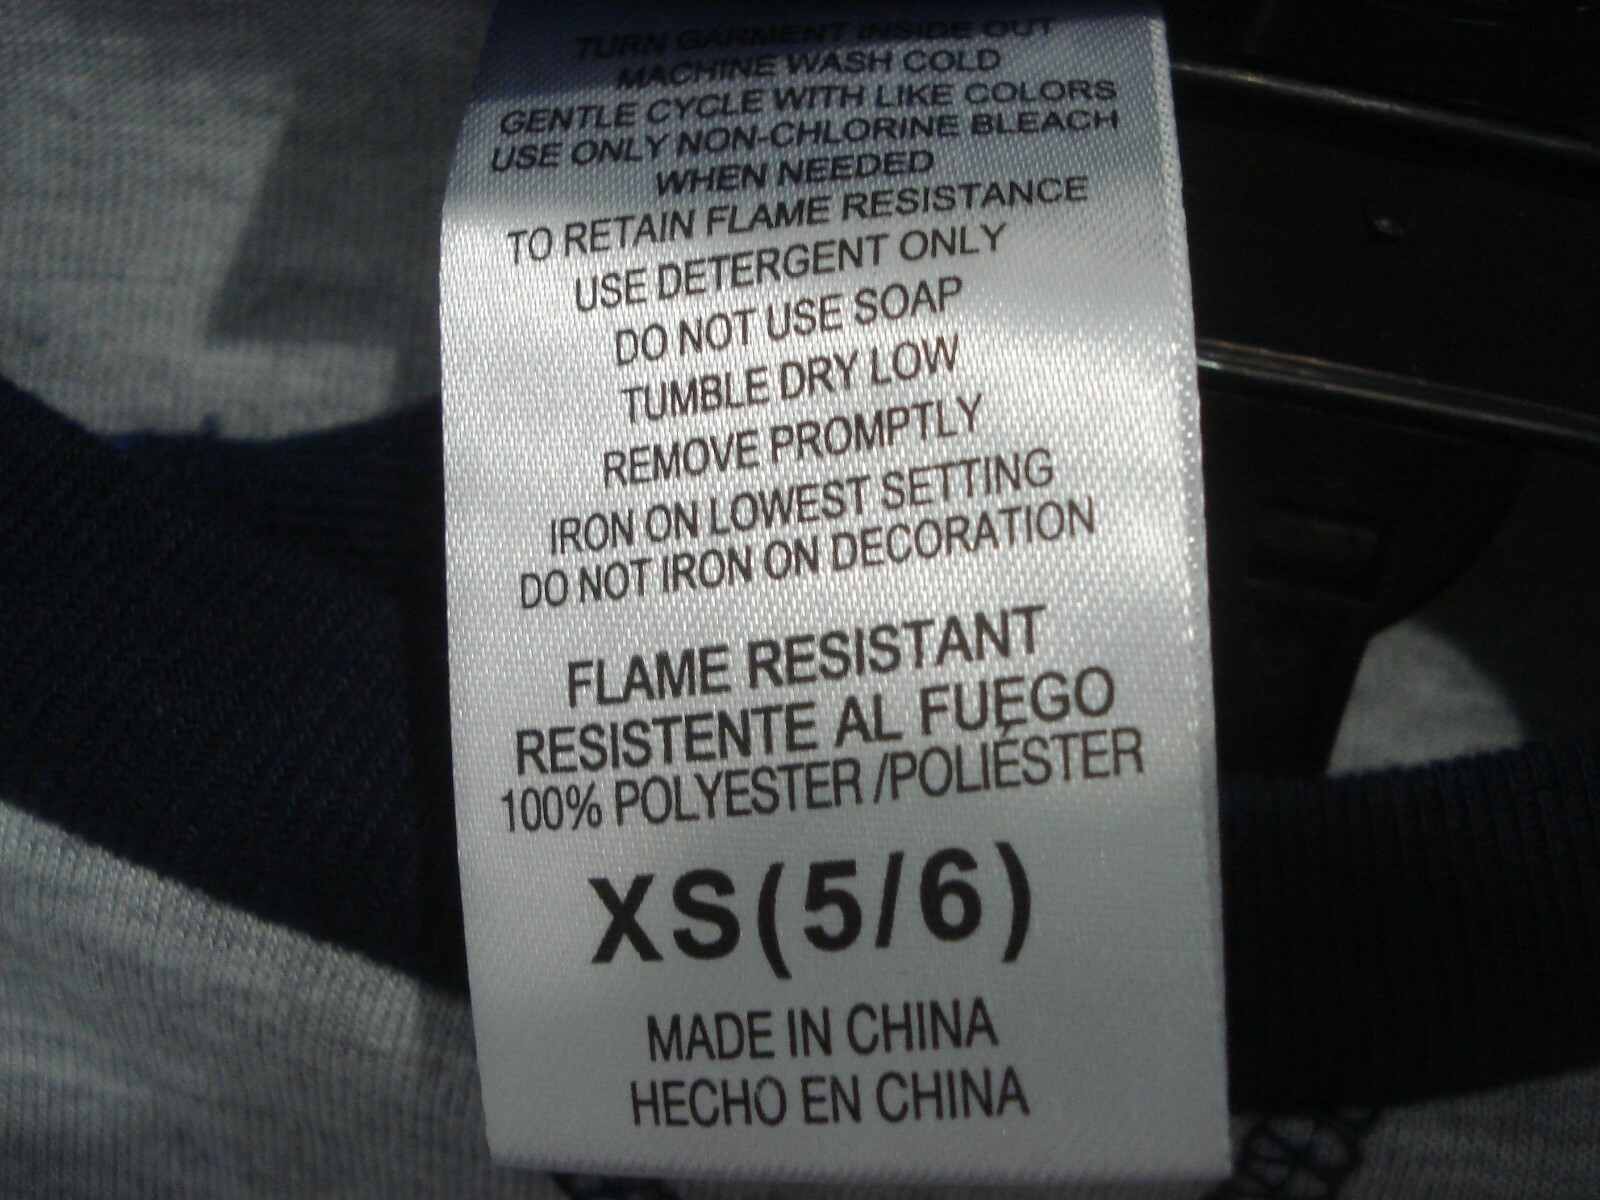 TURN GARMENT INSIDE OUT
MACHINE WASH COLD
GENTLE CYCLE WITH LIKE COLORS
USE ONLY NON-CHLORINE BLEACH
WHEN NEEDED
TO RETAIN FLAME RESISTANCE
USE DETERGENT ONLY
DO NOT USE SOAP
TUMBLE DRY LOW
REMOVE PROMPTLY
IRON ON LOWEST SETTING
DO NOT IRON ON DECORATION
FLAME RESISTANT
RESISTENTE AL FUEGO
100% POLYESTER /POLIÉSTER
XS(5/6)
MADE IN CHINA
HECHO EN CHINA